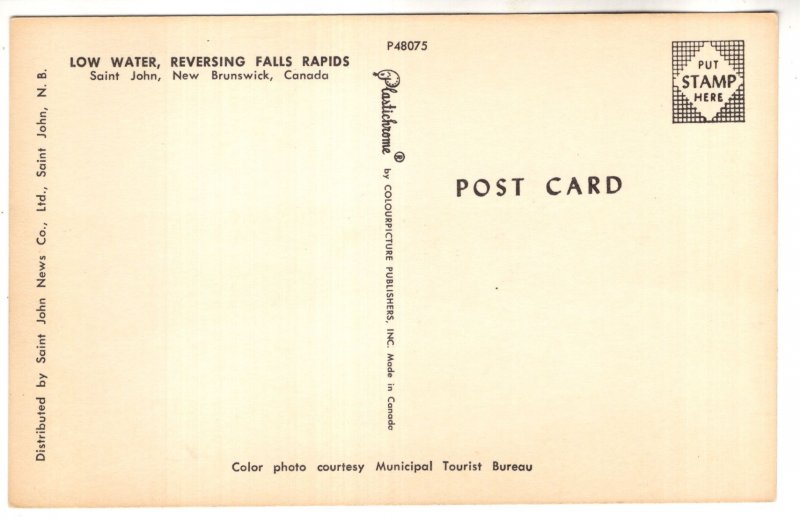 LOW WATER, REVERSING FALLS RAPIDS
Saint John, New Brunswick, Canada
P48075
PUT
STAMP
HERE
Distributed by Saint John News Co., Ltd., Saint John, N. B.
Plastichrome® by COLOURPICTURE PUBLISHERS, INC. Made in Canada
POST CARD
Color photo courtesy Municipal Tourist Bureau